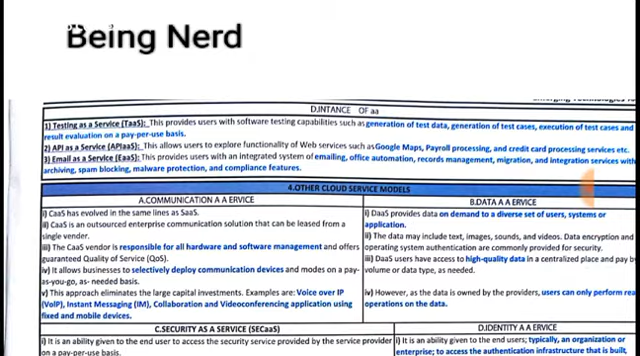 Being Nerd
D.INTANCE OF aa
1) Testing as a Service (TaaS): This provides users with software testing capabilities such as generation of test data, generation of test cases, execution of test cases and
result evaluation on a pay-per-use basis.
2) API as a Service (APIaaS): This allows users to explore functionality of Web services such as Google Maps, Payroll processing, and credit card processing services etc.
3) Email as a Service (EaaS): This provides users with an integrated system of emailing, office automation, records management, migration, and integration services with
archiving, spam blocking, malware protection, and compliance features.
4.OTHER CLOUD SERVICE MODELS
A.COMMUNICATION A A ERVICE
i) CaaS has evolved in the same lines as SaaS.
ii) CaaS is an outsourced enterprise communication solution that can be leased from a
single vender.
iii) The CaaS vendor is responsible for all hardware and software management and offers
guaranteed Quality of Service (QoS).
iv) It allows businesses to selectively deploy communication devices and modes on a pay-
as-you-go, as- needed basis.
v) This approach eliminates the large capital investments. Examples are: Voice over IP
(VoIP), Instant Messaging (IM), Collaboration and Videoconferencing application using
fixed and mobile devices.
B.DATA A A ERVICE
i) DaaS provides data on demand to a diverse set of users, systems or
application.
ii) The data may include text, images, sounds, and videos. Data encryption and
operating system authentication are commonly provided for security.
iii) DaaS users have access to high-quality data in a centralized place and pay by
volume or data type, as needed.
iv) However, as the data is owned by the providers, users can only perform rea
operations on the data.
C.SECURITY AS A SERVICE (SECaaS)
i) It is an ability given to the end user to access the security service provided by the service provider
on a pay-per-use basis.
D.IDENTITY A A ERVICE
i) It is an ability given to the end users; typically, an organization or
enterprise; to access the authentication infrastructure that is built,